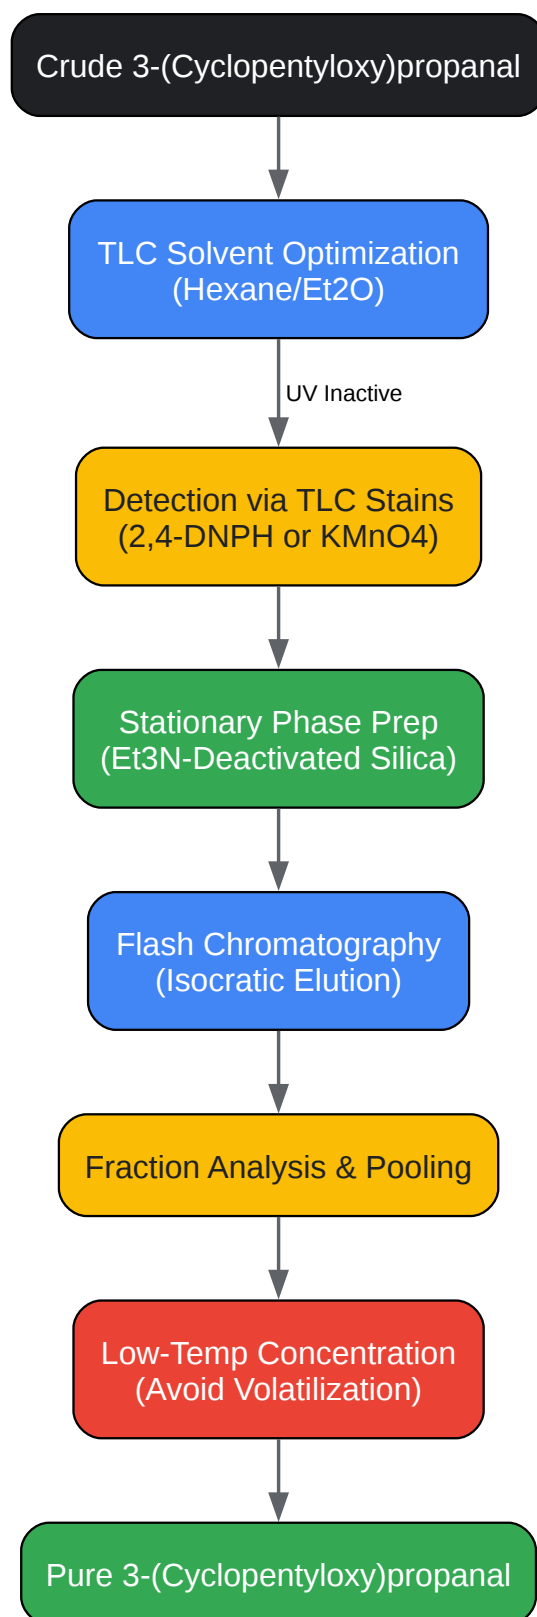 Crude 3-(Cyclopentyloxy)propanal
TLC Solvent Optimization
(Hexane/Et2O)
UV Inactive
Detection via TLC Stains
(2,4-DNPH or KMnO4)
Stationary Phase Prep
(Et3N-Deactivated Silica)
Flash Chromatography
(Isocratic Elution)
Fraction Analysis & Pooling
Low-Temp Concentration
(Avoid Volatilization)
Pure 3-(Cyclopentyloxy)propanal